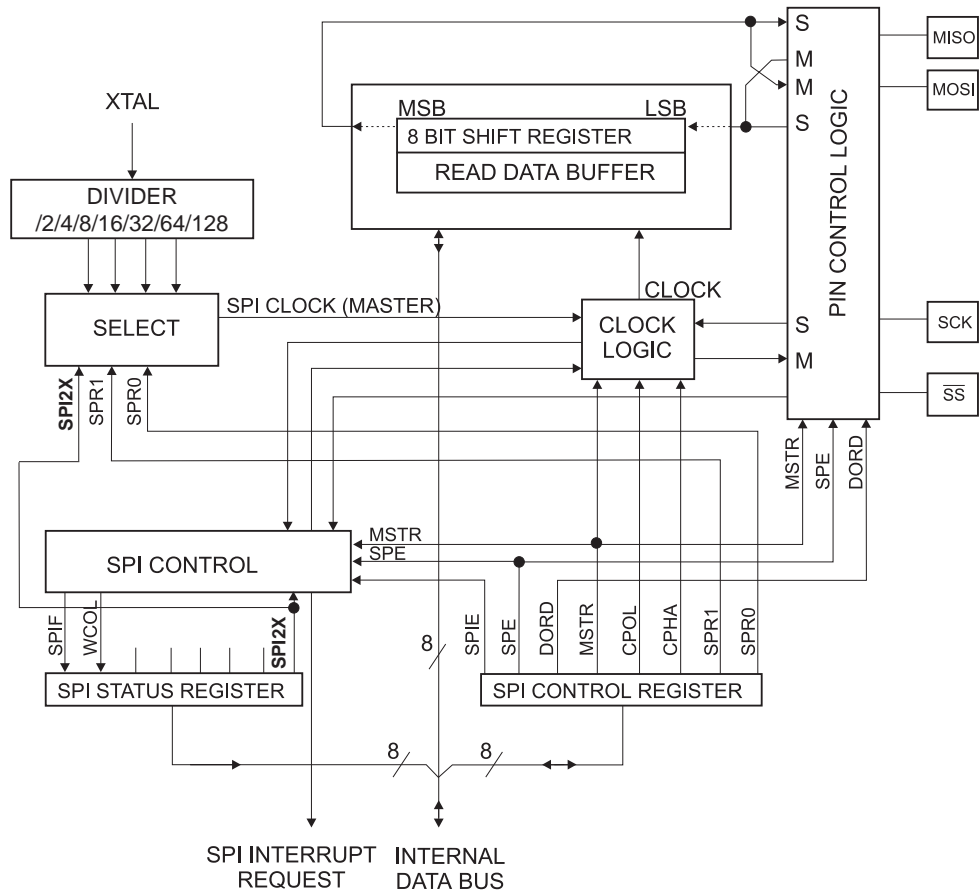 S
M
M
S
MISO
MOSI
XTAL
MSB
LSB
8 BIT SHIFT REGISTER
READ DATA BUFFER
DIVIDER
/2/4/8/16/32/64/128
PIN CONTROL LOGIC
SPI CLOCK (MASTER)
CLOCK
SELECT
CLOCK
LOGIC
S
M
SCK
SS
SPI2X
SPR1
SPR0
MSTR
SPE
DORD
MSTR
SPE
SPI CONTROL
SPIF
WCOL
SPI2X
8
SPIE
SPE
DORD
MSTR
CPOL
CPHA
SPR1
SPR0
SPI STATUS REGISTER
SPI CONTROL REGISTER
8
8
SPI INTERRUPT
REQUEST
INTERNAL
DATA BUS